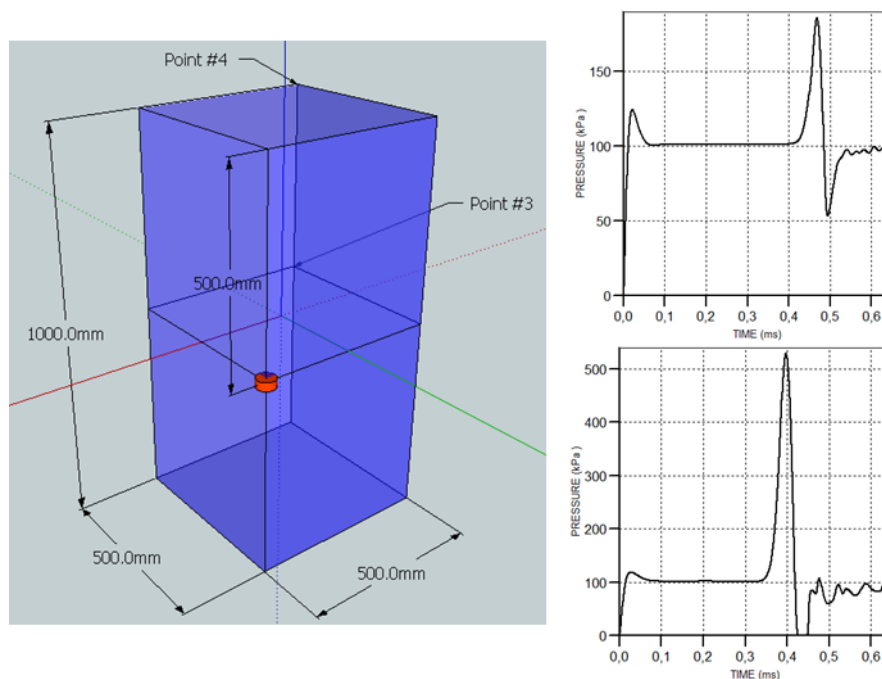 Point #4
Point #3
500.0mm
1000.0mm
500.0mm
500.0mm
PRESSURE (kPa)
150
100
50
0
0,0 0,1 0,2 0,3 0,4 0,5 0,6
TIME (ms)
PRESSURE (kPa )
500
400
300
200
100
0
0,0 0,1 0,2 0,3 0,4 0,5 0,6
TIME (ms)